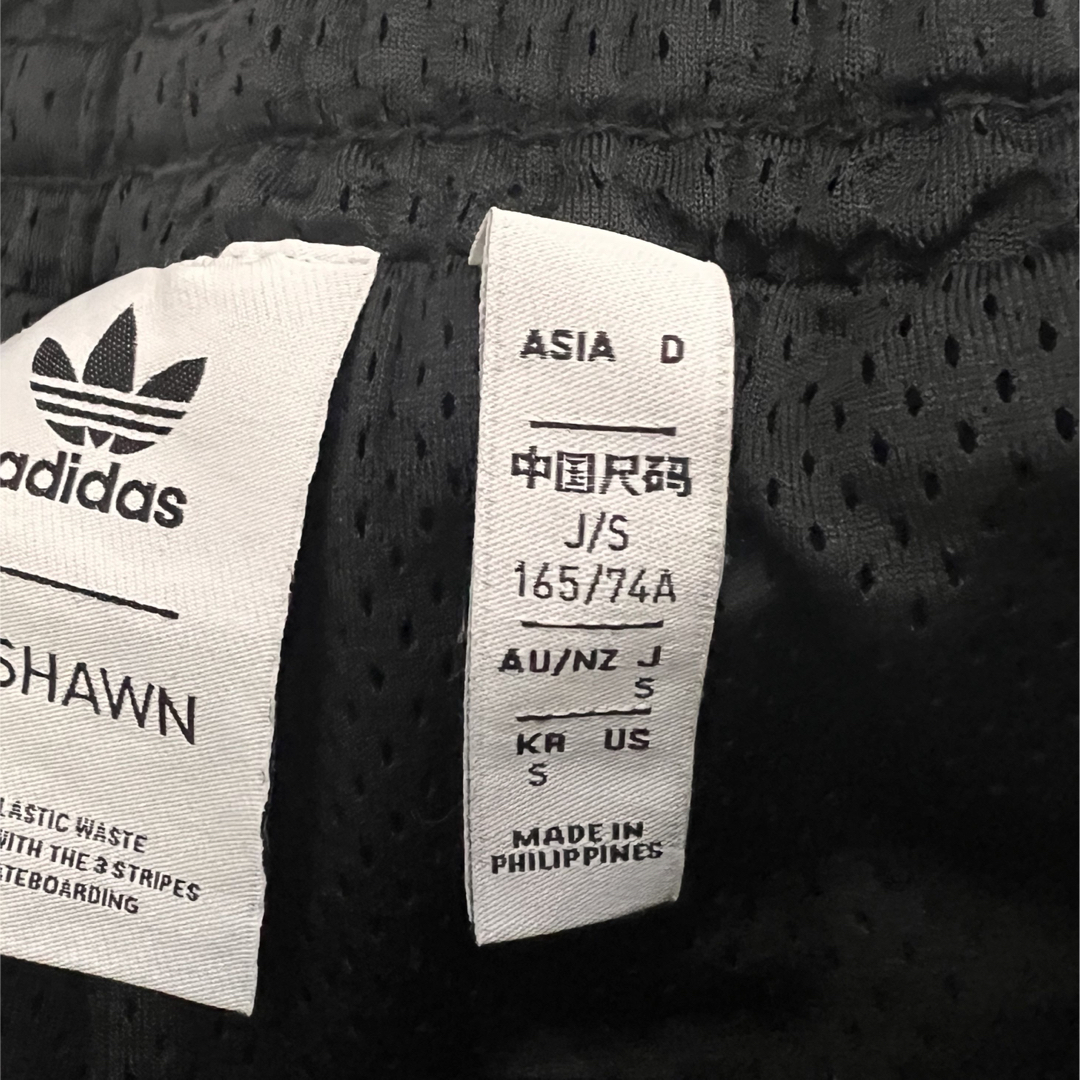 adidas
SHAWN
LASTIC WASTE
WITH THE 3 STRIPES
ATEBOARDING
ASIA D
中国尺码
J/S
165/74A
AU/NZ J
S
KR US
S
MADE IN
PHILIPPINES